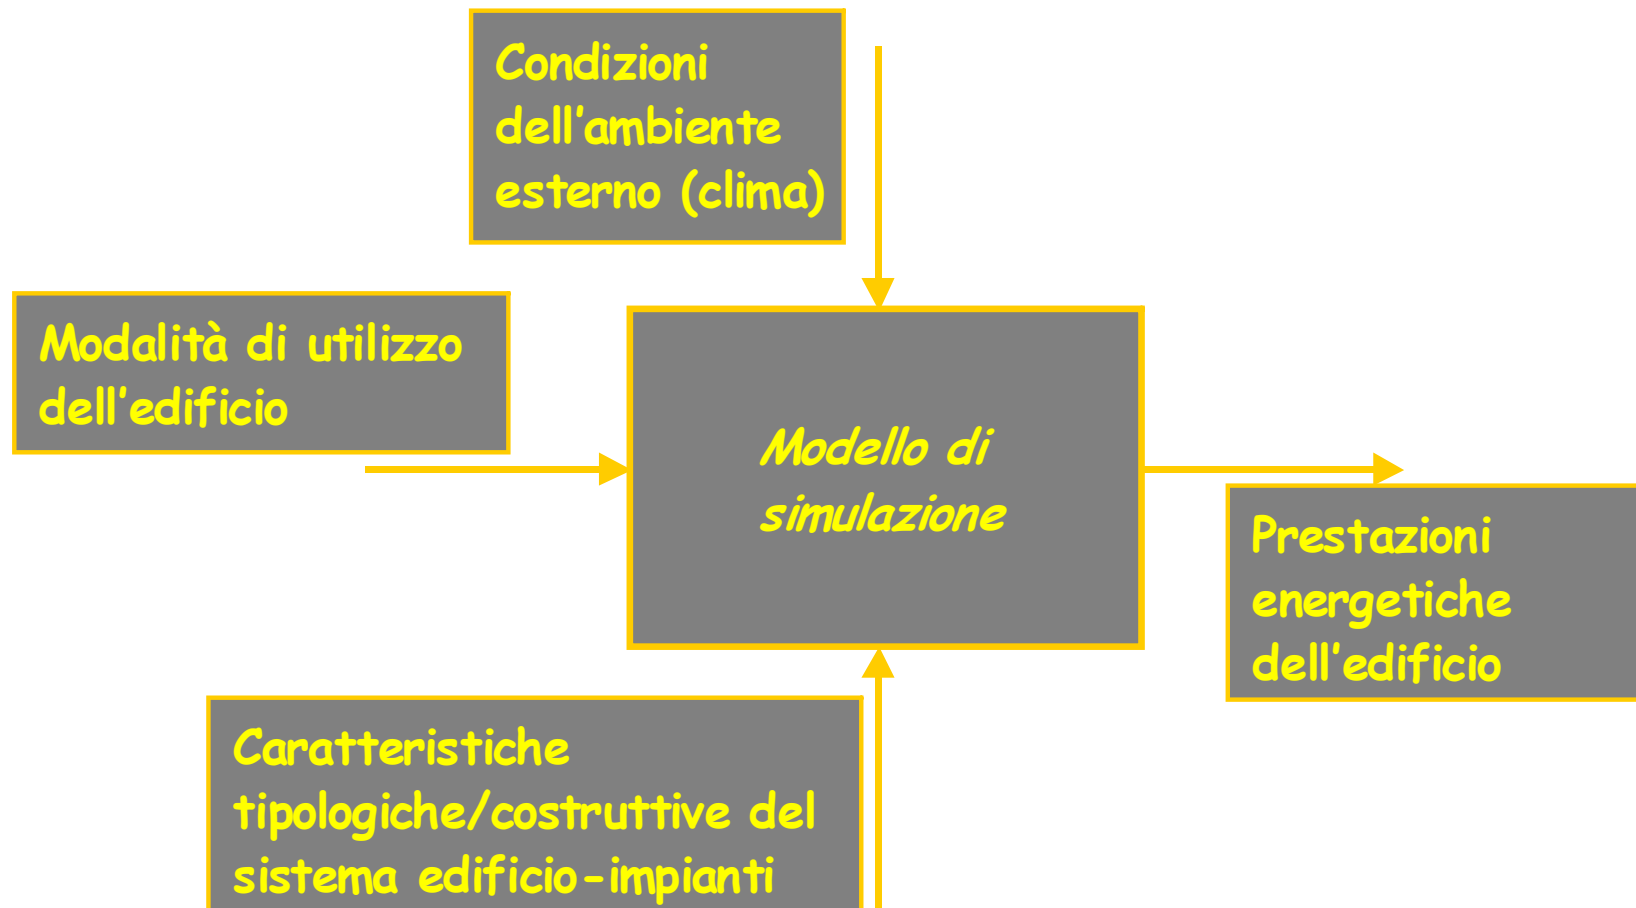 Condizioni
dell'ambiente
esterno (clima)
Modalità di utilizzo
dell'edificio
Modello di
simulazione
Prestazioni
energetiche
dell'edificio
Caratteristiche
tipologiche/costruttive del
sistema edificio-impianti